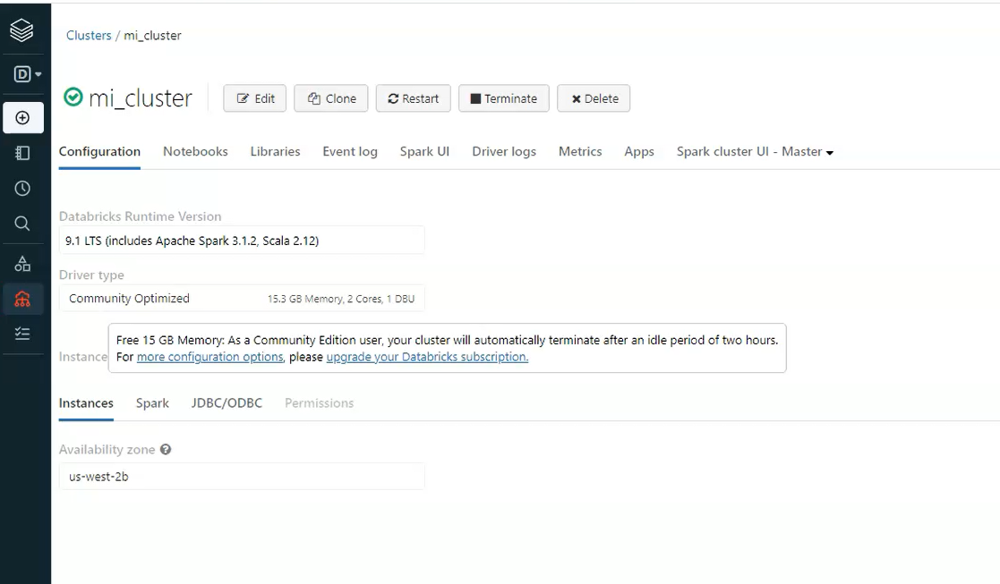 Clusters / mi_cluster
D
mi_cluster
Edit
Clone
Restart
Terminate
Delete
Configuration Notebooks Libraries Event log Spark UI Driver logs Metrics Apps Spark cluster UI - Master
Databricks Runtime Version
9.1 LTS (includes Apache Spark 3.1.2, Scala 2.12)
Driver type
Community Optimized 15.3 GB Memory, 2 Cores, 1 DBU
Instance
Free 15 GB Memory: As a Community Edition user, your cluster will automatically terminate after an idle period of two hours.
For more configuration options, please upgrade your Databricks subscription.
Instances Spark JDBC/ODBC Permissions
Availability zone ?
us-west-2b